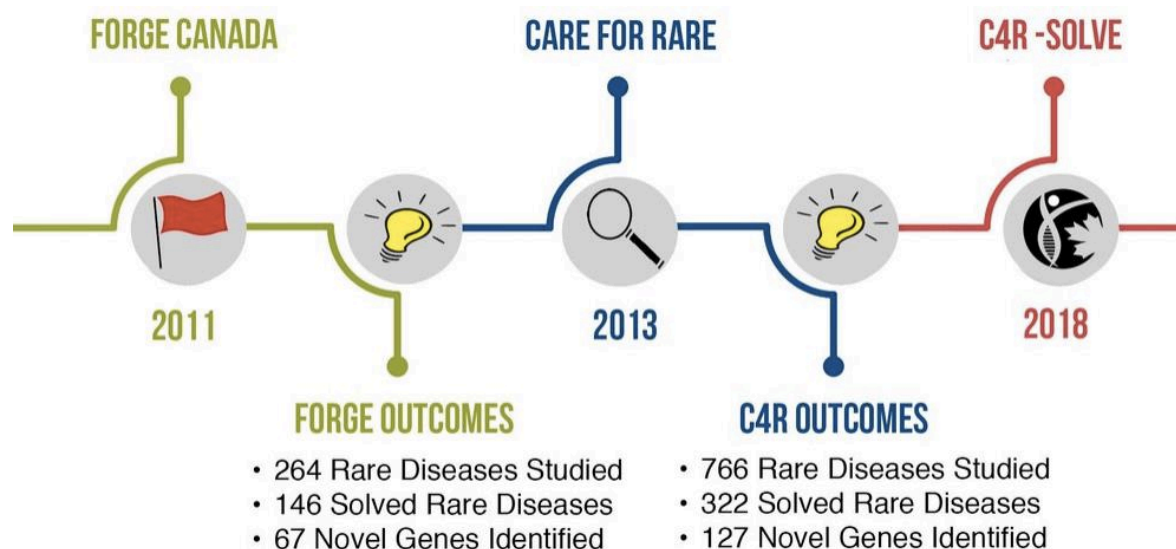 FORGE CANADA
CARE FOR RARE
C4R -SOLVE
2011
2013
2018
FORGE OUTCOMES
• 264 Rare Diseases Studied
• 146 Solved Rare Diseases
• 67 Novel Genes Identified
C4R OUTCOMES
• 766 Rare Diseases Studied
• 322 Solved Rare Diseases
• 127 Novel Genes Identified